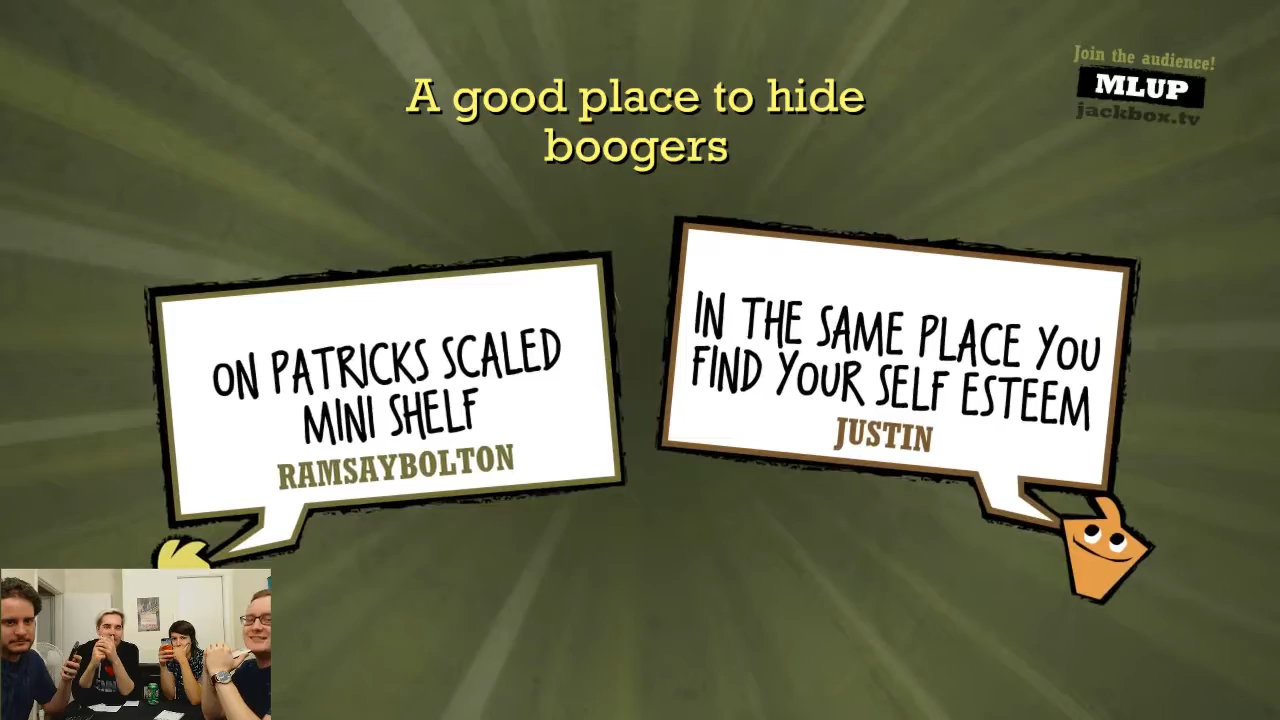 Join the audience!
MLUP
jackbox.tv
A good place to hide
boogers
ON PATRICKS SCALED
MINI SHELF
RAMSAYBOLTON
IN THE SAME PLACE YOU
FIND YOUR SELF ESTEEM
JUSTIN